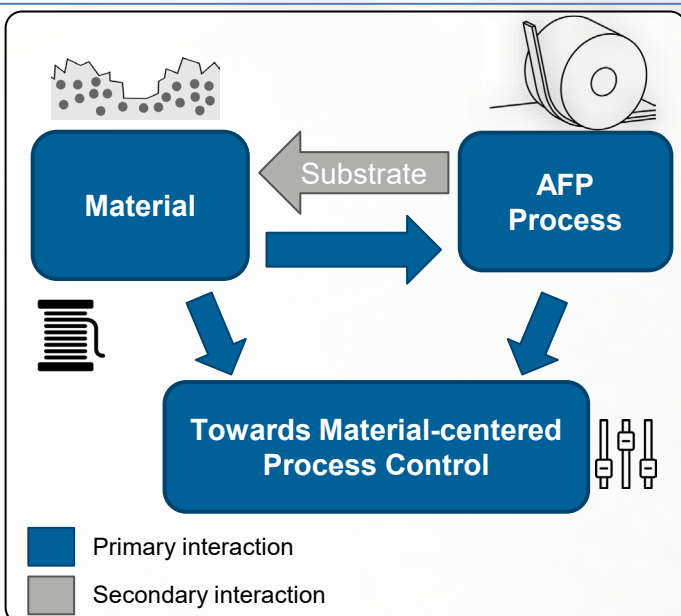 Substrate
Material
AFP
Process
Towards Material-centered
Process Control
Primary interaction
Secondary interaction